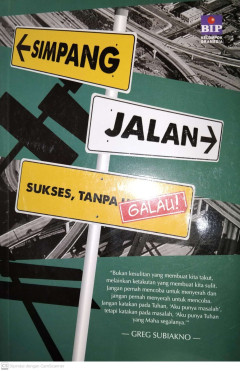 BIP
KELOMPOK
GRAMEDIA
←SIMPANG
JALAN→
SUKSES, TANPA
GALAU!
"Bukan kesulitan yang membuat kita takut,
melainkan ketakutan yang membuat kita sulit.
Jangan pernah mencoba untuk menyerah dan
jangan pernah menyerah untuk mencoba.
Jangan katakan pada Tuhan, 'Aku punya masalah',
tetapi katakan pada masalah, 'Aku punya Tuhan
yang Maha segalanya.'"
— GREG SUBIAKNO —